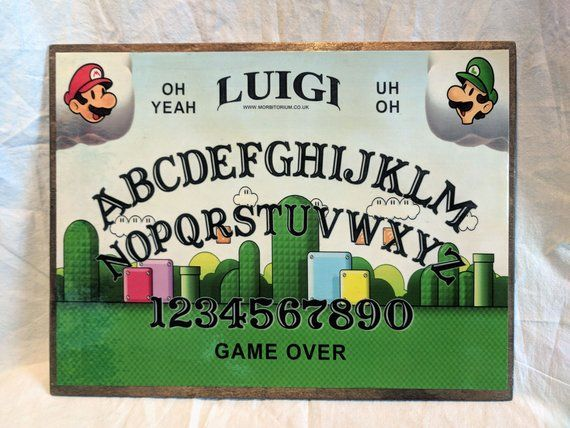 OH YEAH
LUIGI
WWW.MORBITORIUM.CO.UK
UH OH
M
L
ABCDEFGHIJKLM
NOPQRSTUVWXYZ
1234567890
GAME OVER